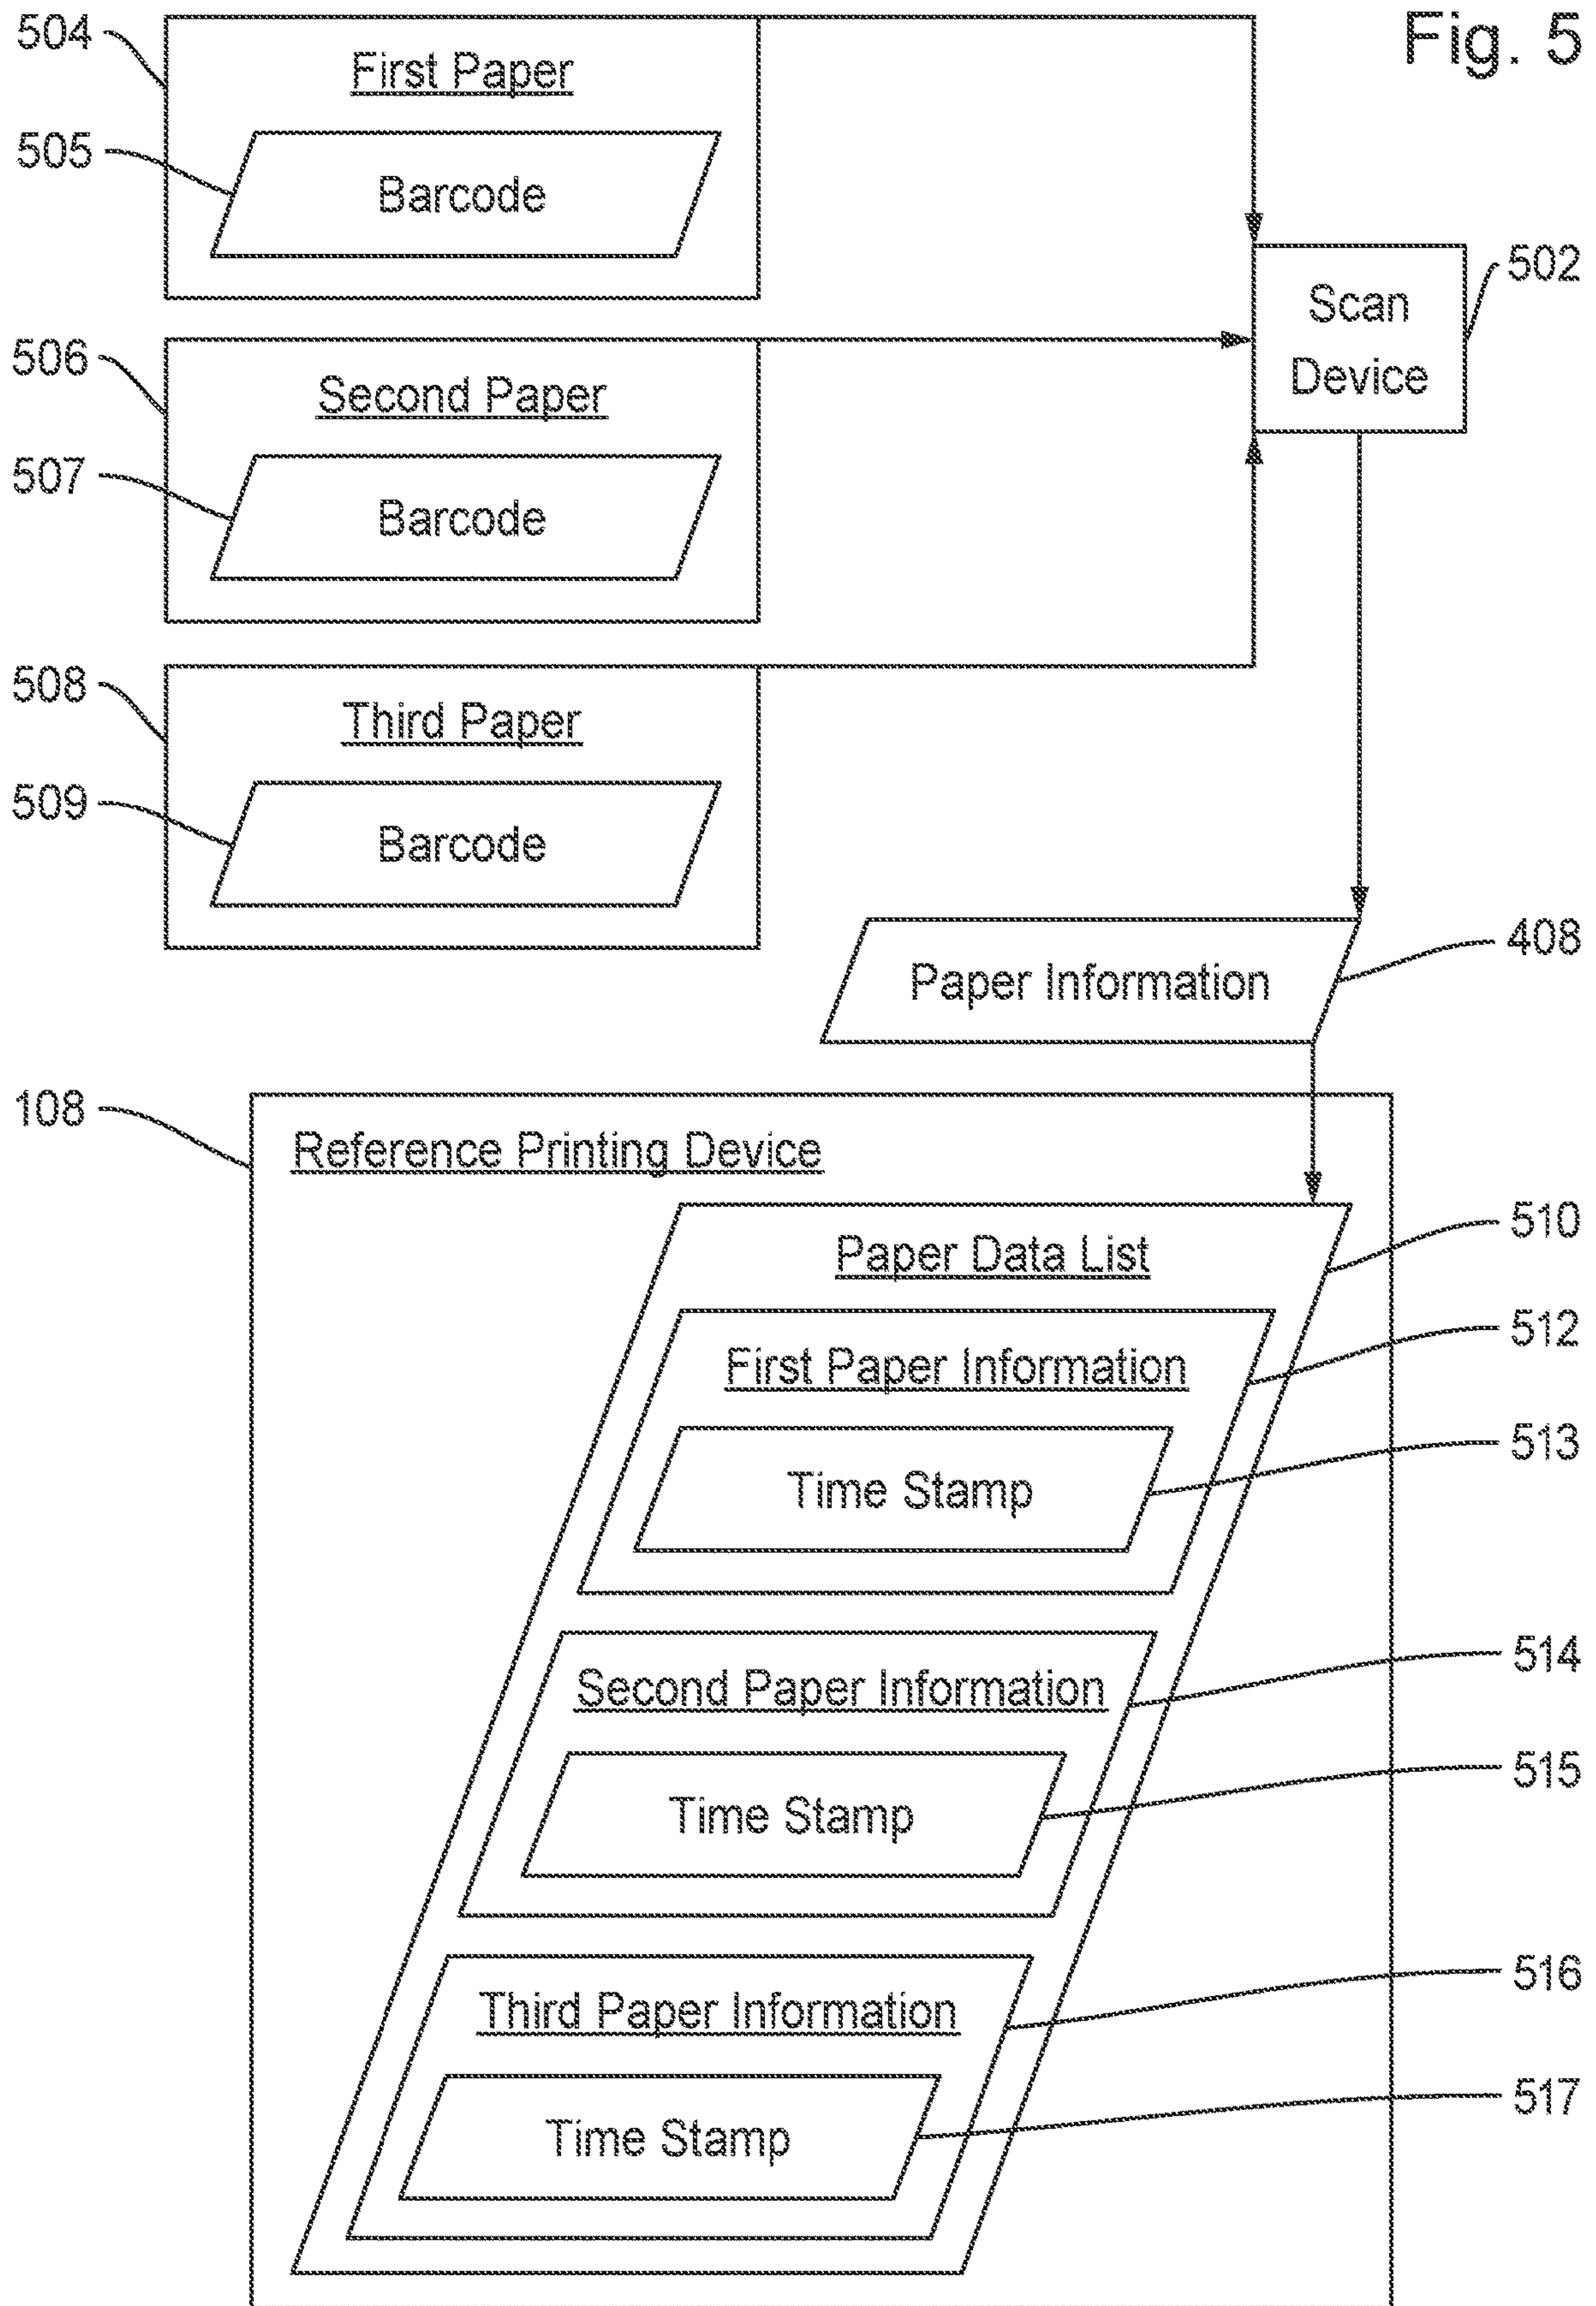 Fig. 5
504
First Paper
505
Barcode
502
Scan
Device
506
Second Paper
507
Barcode
508
Third Paper
509
Barcode
408
Paper Information
108
Reference Printing Device
510
Paper Data List
512
First Paper Information
513
Time Stamp
514
Second Paper Information
515
Time Stamp
516
Third Paper Information
517
Time Stamp